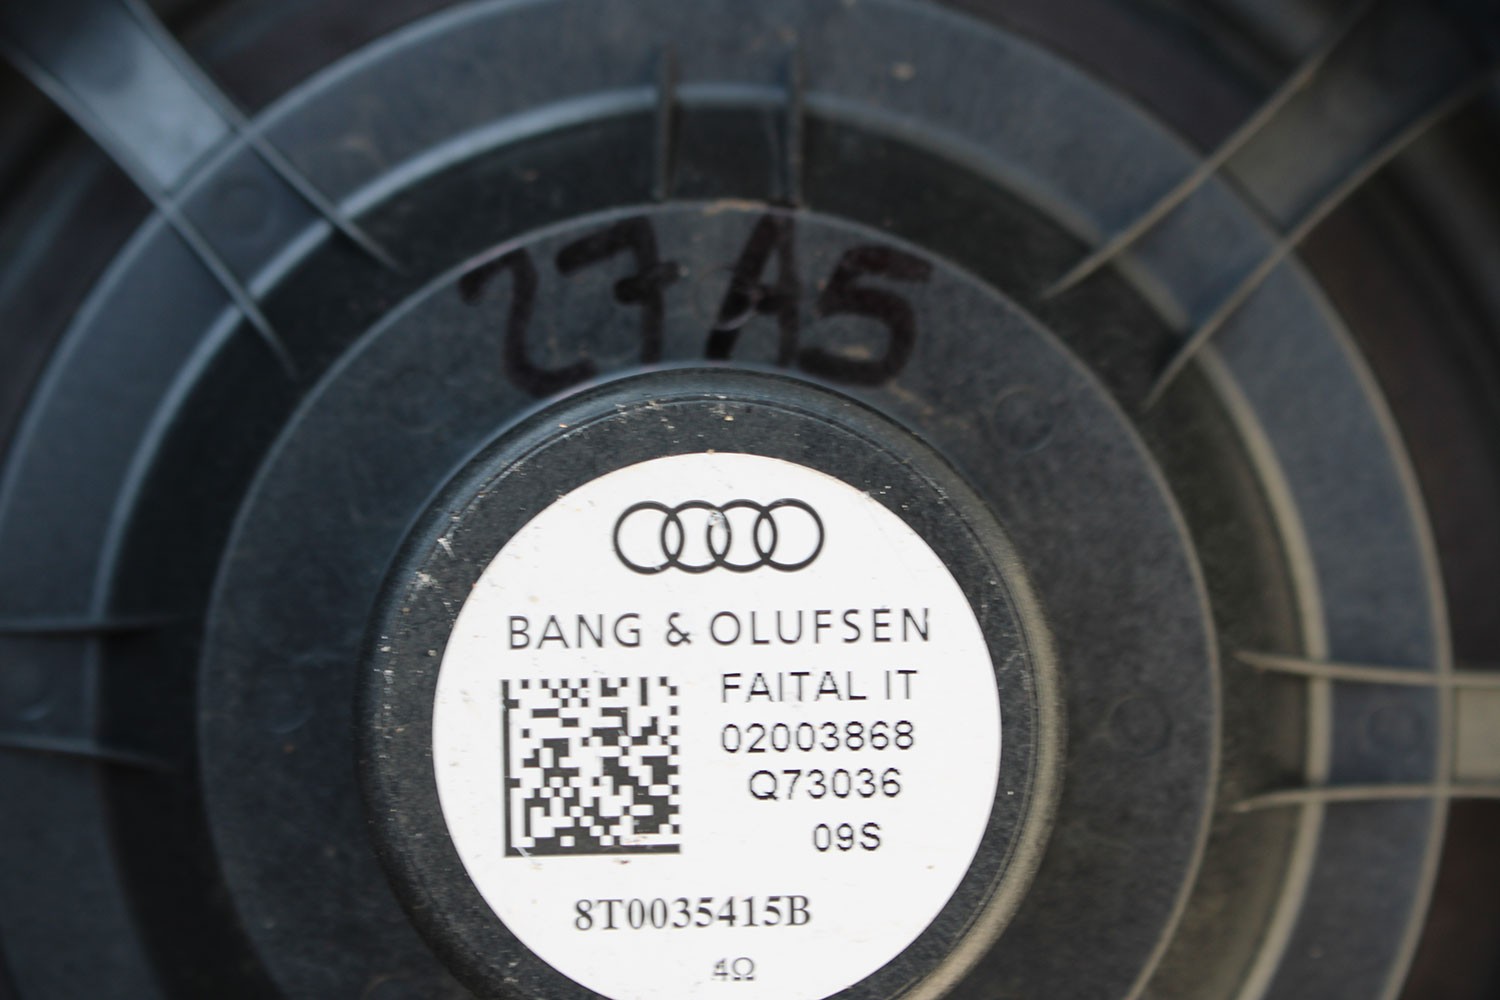 27A5
BANG & OLUFSEN
FAITAL IT
02003868
Q73036
09S
8T0035415B
4Ω